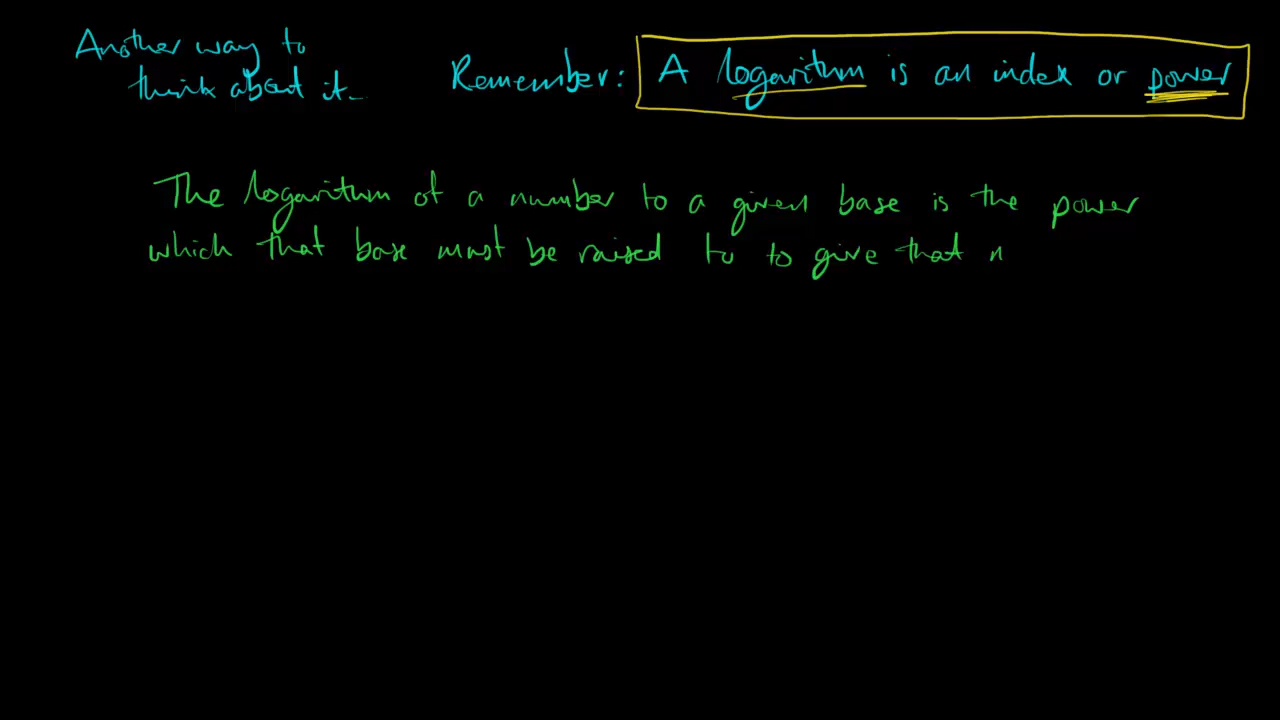 Another way to
think about it.
Remember: A logarithm is an index or power
The logarithm of a number to a given base is the power
which that base must be raised to to give that n